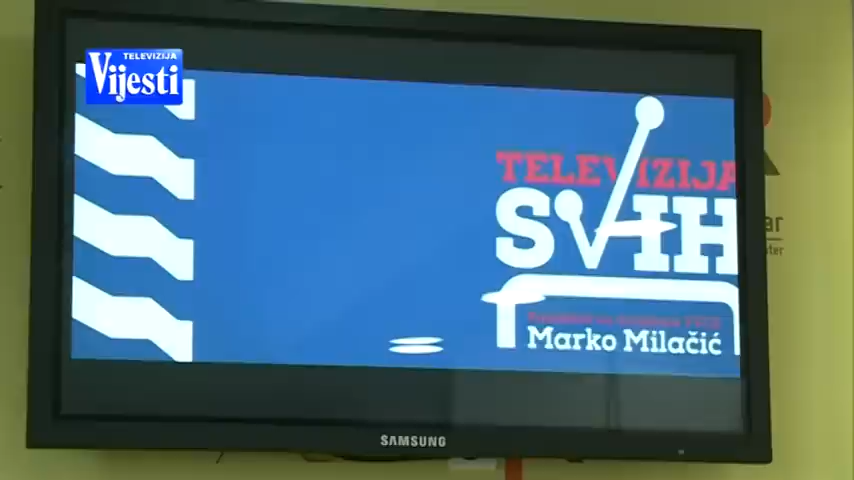 TELEVIZIJA
Vijesti
TELEVIZIJA
SVIH
Marko Milačić
SAMSUNG